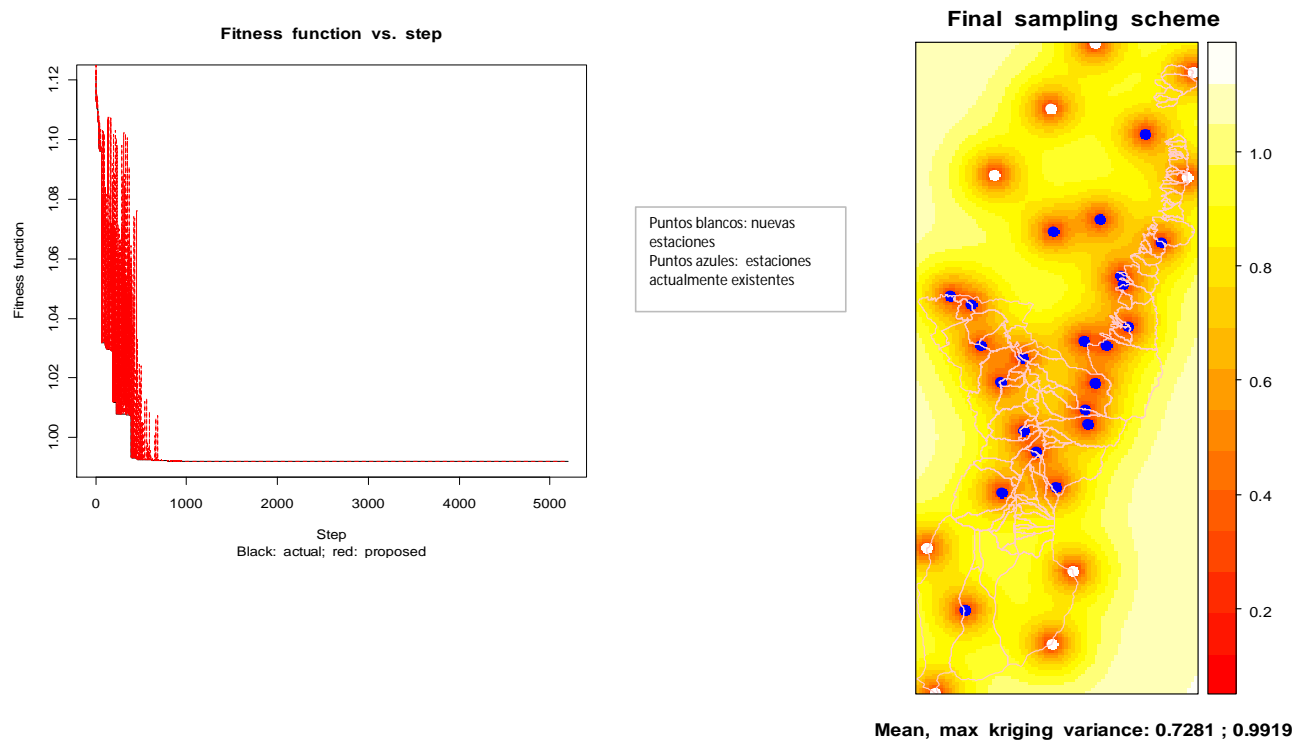 Fitness function vs. step
1.12
1.10
1.08
1.06
1.04
1.02
1.00
Fitness function
0
1000
2000
3000
4000
5000
Step
Black: actual; red: proposed
Puntos blancos: nuevas
estaciones
Puntos azules: estaciones
actualmente existentes
Final sampling scheme
1.0
0.8
0.6
0.4
0.2
Mean, max kriging variance: 0.7281 ; 0.9919